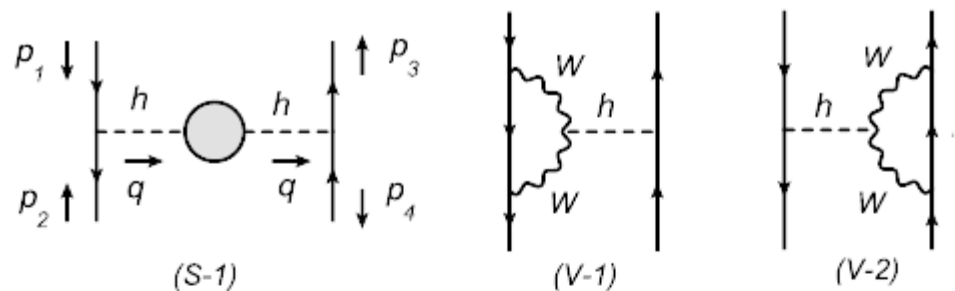 p₁ h h p₃
q q
p₂ p₄
(S-1)
W
h
W
(V-1)
W
h
W
(V-2)